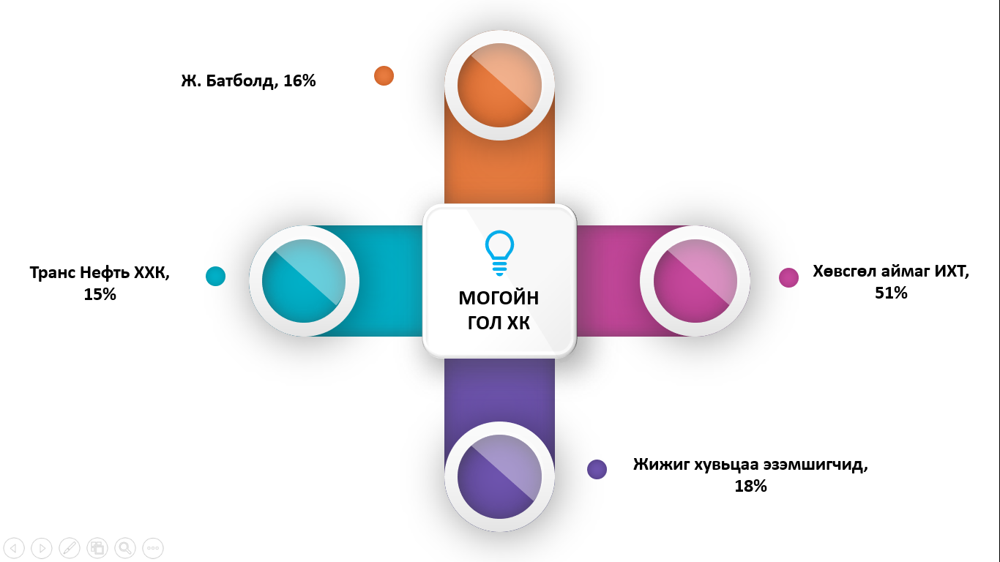 Ж. Батболд, 16%
Транс Нефть ХХК,
15%
МОГОЙН
ГОЛ ХК
Хөвсгөл аймаг ИХТ,
51%
Жижиг хувьцаа эзэмшигчид,
18%